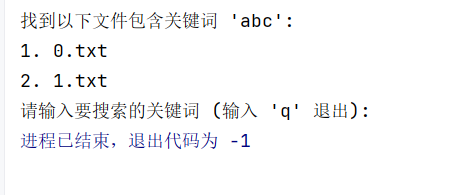 找到以下文件包含关键词 'abc':
1. 0.txt
2. 1.txt
请输入要搜索的关键词 (输入 'q' 退出):
进程已结束，退出代码为 -1